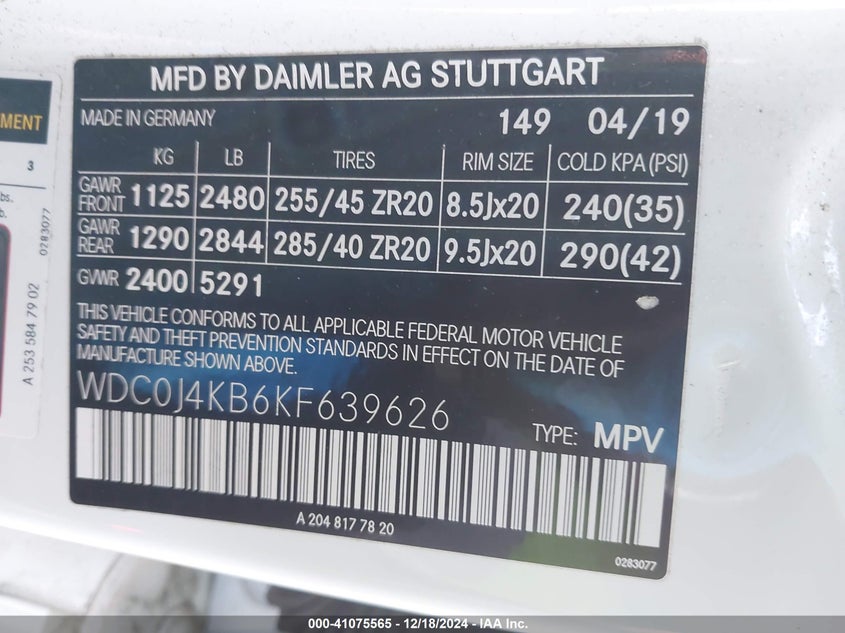 MFD BY DAIMLER AG STUTTGART
MADE IN GERMANY 149 04/19
KG LB TIRES RIM SIZE COLD KPA (PSI)
GAWR FRONT 1125 2480 255/45 ZR20 8.5Jx20 240(35)
GAWR REAR 1290 2844 285/40 ZR20 9.5Jx20 290(42)
GVWR 2400 5291
THIS VEHICLE CONFORMS TO ALL APPLICABLE FEDERAL MOTOR VEHICLE
SAFETY AND THEFT PREVENTION STANDARDS IN EFFECT ON THE DATE OF
MANUFACTURE SHOWN ABOVE.
WDC0J4KB6KF639626
TYPE: MPV
A 204 817 78 20
0283077
MENT
3
bs.
b.
0283077
A 253 584 79 02
000-41075565 - 12/18/2024 - IAA Inc.